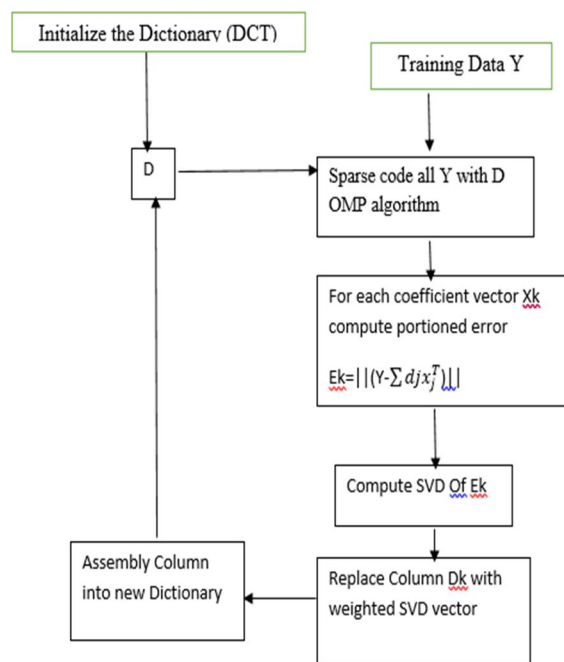 Initialize the Dictionary (DCT)
Training Data Y
D
Sparse code all Y with D
OMP algorithm
For each coefficient vector Xk
compute portioned error
Ek=||(Y-∑ djx_j^T)||
Compute SVD Of Ek
Replace Column Dk with
weighted SVD vector
Assembly Column
into new Dictionary